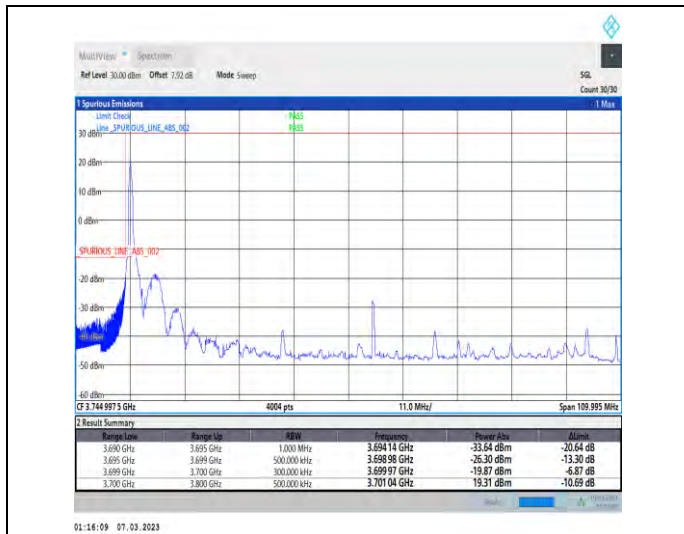 MultiView Spectrum
Ref Level 30.00 dBm Offset 7.92 dB Mode Sweep SGL
Count 30/30
1 Spurious Emissions 1 Max
Limit Check PASS
Line _SPURIOUS_LINE_ABS_002 PASS
30 dBm
20 dBm
10 dBm
0 dBm
_SPURIOUS_LINE_ABS_002
-20 dBm
-30 dBm
-40 dBm
-50 dBm
-60 dBm
CF 3.744 997 5 GHz 4004 pts 11.0 MHz/ Span 109.995 MHz
2 Result Summary
Range Low Range Up RBW Frequency Power Abs ΔLimit
3.690 GHz 3.695 GHz 1.000 MHz 3.694 14 GHz -33.64 dBm -20.64 dB
3.695 GHz 3.699 GHz 500.000 kHz 3.698 98 GHz -26.30 dBm -13.30 dB
3.699 GHz 3.700 GHz 300.000 kHz 3.699 97 GHz -19.87 dBm -6.87 dB
3.700 GHz 3.800 GHz 500.000 kHz 3.701 04 GHz 19.31 dBm -10.69 dB
01:16:09 07.03.2023